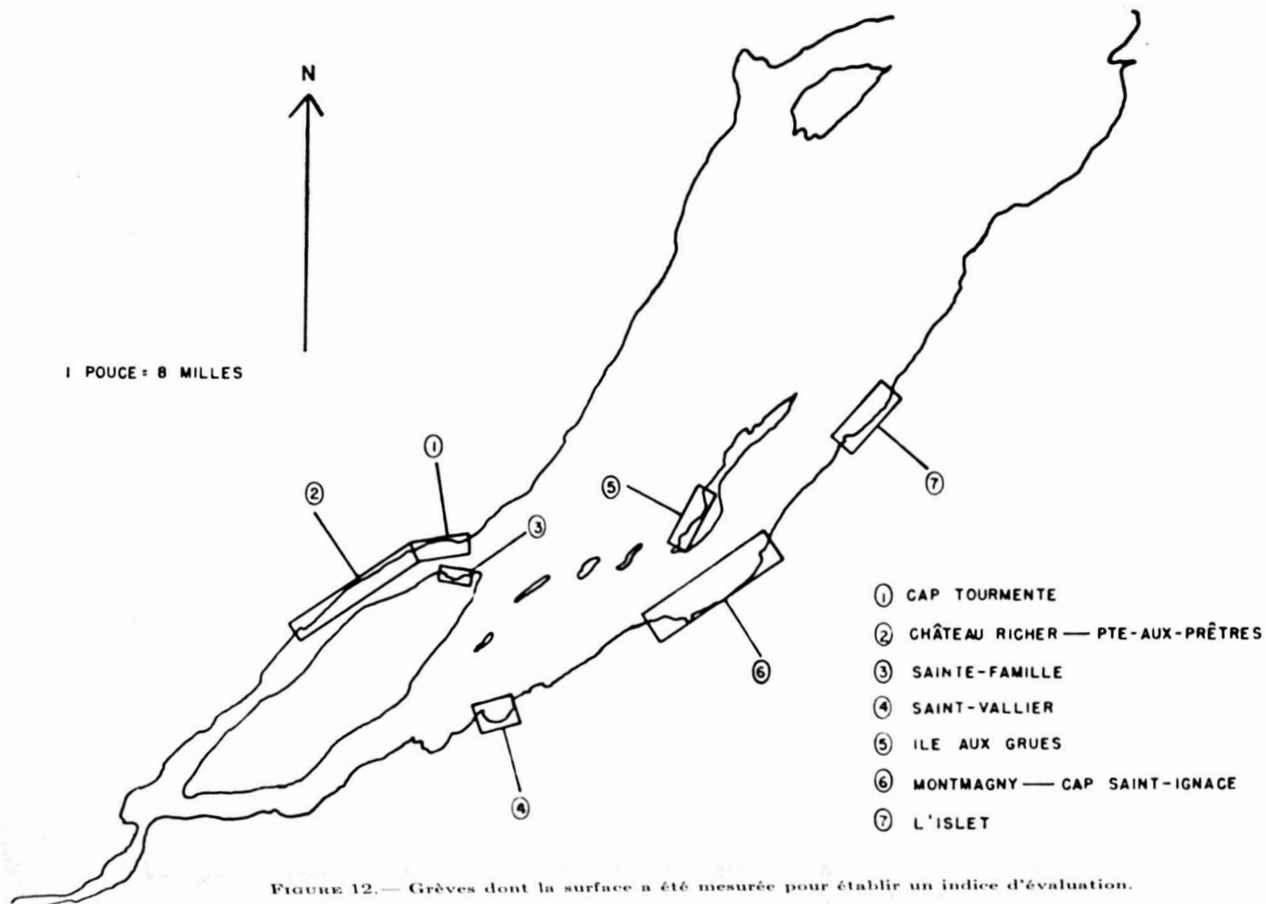 N
1 POUCE = 8 MILLES
①
②
③
⑤
⑦
⑥
④
① CAP TOURMENTE
② CHÂTEAU RICHER — PTE-AUX-PRÊTRES
③ SAINTE-FAMILLE
④ SAINT-VALLIER
⑤ ILE AUX GRUES
⑥ MONTMAGNY — CAP SAINT-IGNACE
⑦ L'ISLET
FIGURE 12.— Grèves dont la surface a été mesurée pour établir un indice d'évaluation.